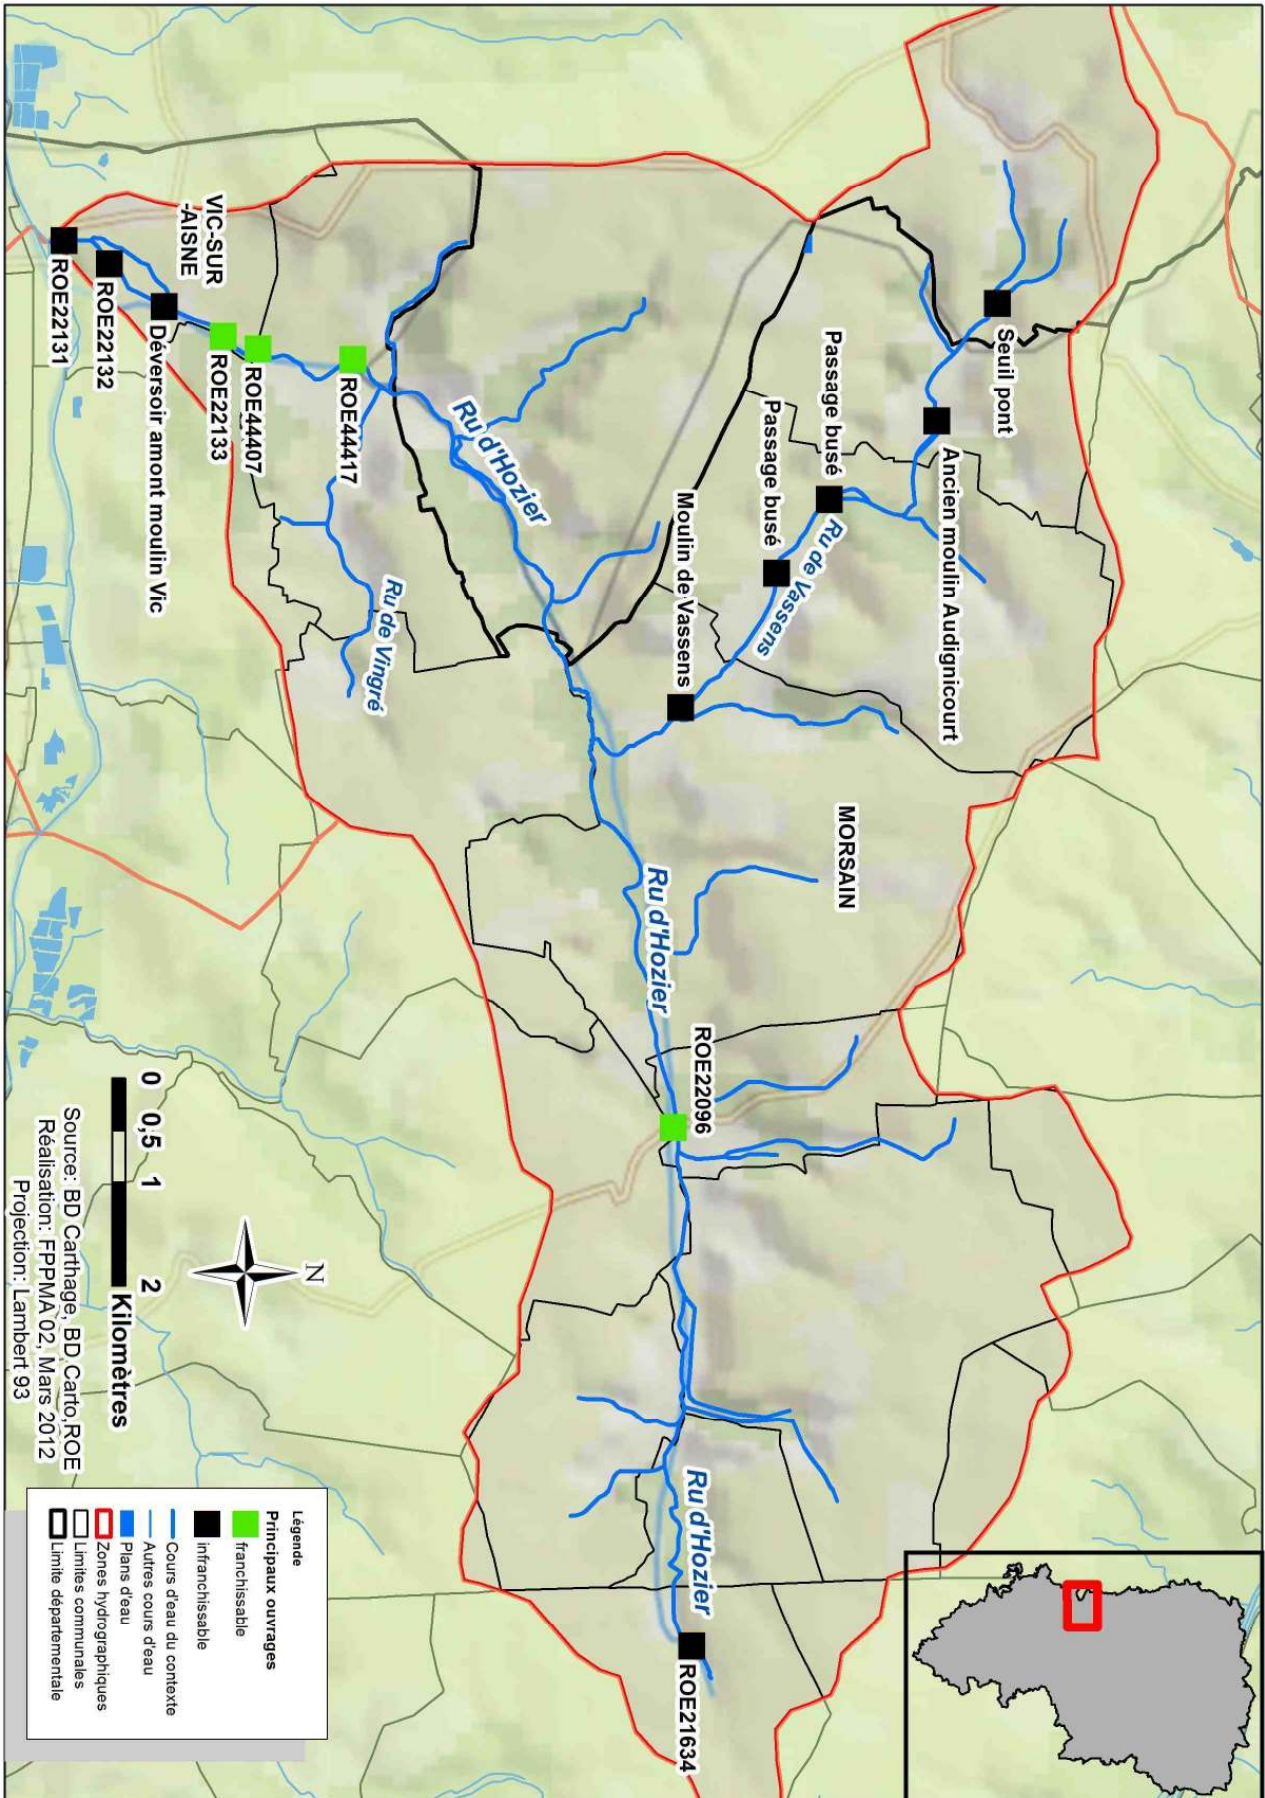 Seuil pont
Ancien moulin Audignicourt
Passage busé
Passage busé
Ru de Vassens
Moulin de Vassens
MORSAIN
Ru d'Hozier
Ru d'Hozier
Ru d'Hozier
ROE22096
ROE21634
Ru de Vingré
ROE44417
ROE44407
ROE22133
VIC-SUR
-AISNE
Déversoir amont moulin Vic
ROE22132
ROE22131
N
0 0,5 1 2
Kilomètres
Source: BD Carthage, BD Carto,ROE
Réalisation: FPPMA 02, Mars 2012
Projection: Lambert 93
Légende
Principaux ouvrages
franchissable
infranchissable
Cours d'eau du contexte
Autres cours d'eau
Plans d'eau
Zones hydrographiques
Limites communales
Limite départementale